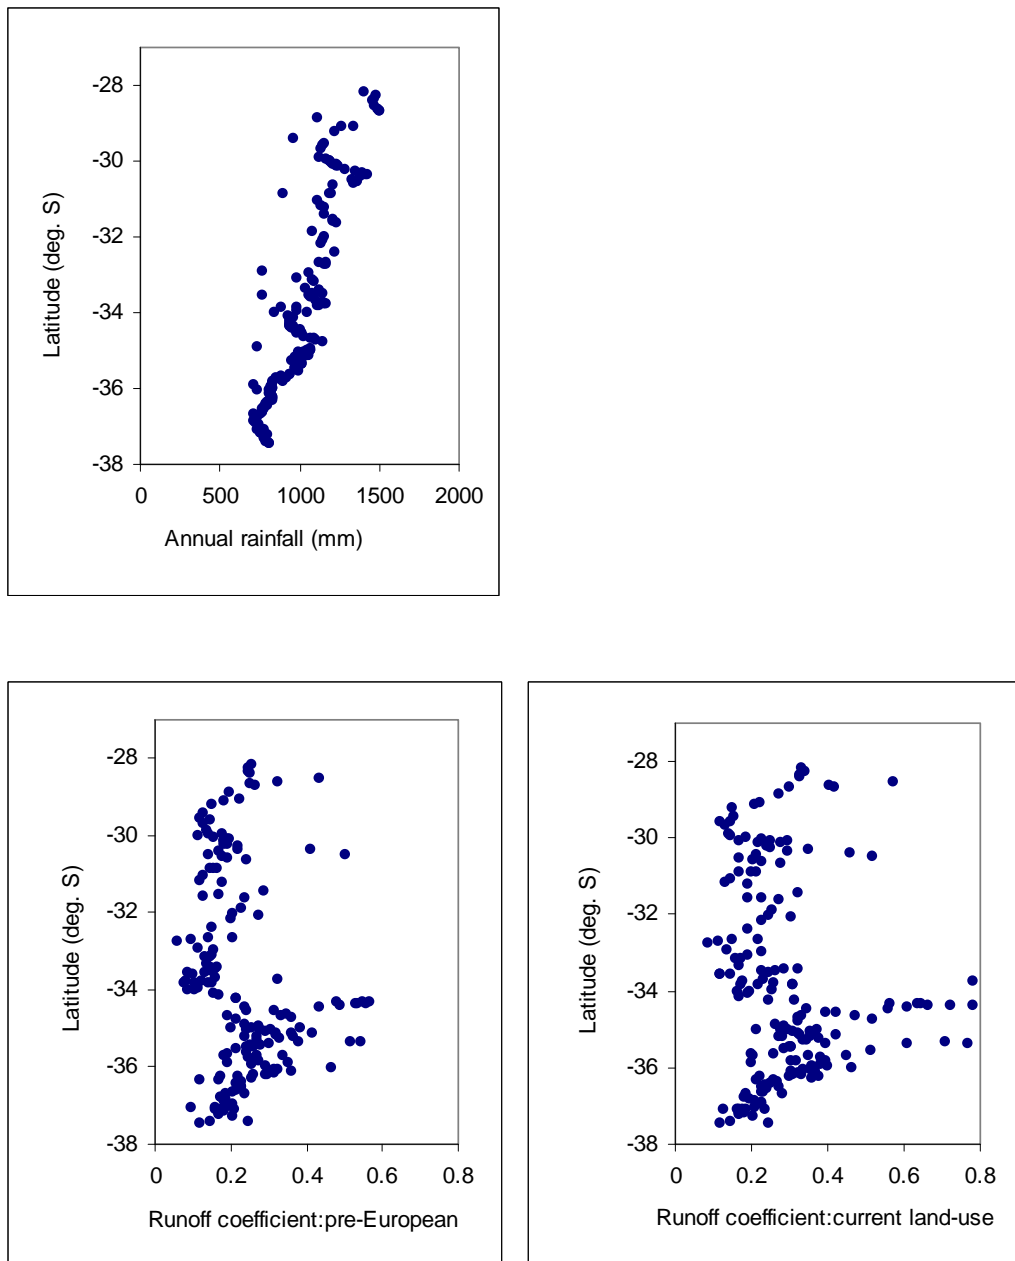 -28
-30
-32
-34
-36
-38
Latitude (deg. S)
0 500 1000 1500 2000
Annual rainfall (mm)
-28
-30
-32
-34
-36
-38
Latitude (deg. S)
0 0.2 0.4 0.6 0.8
Runoff coefficient:pre-European
-28
-30
-32
-34
-36
-38
Latitude (deg. S)
0 0.2 0.4 0.6 0.8
Runoff coefficient:current land-use